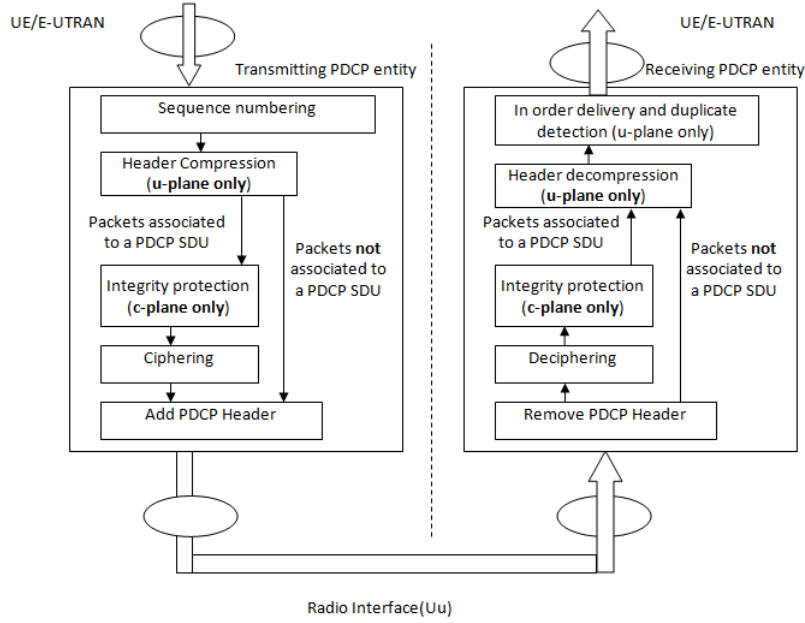 UE/E-UTRAN
Transmitting PDCP entity
Sequence numbering
Header Compression
(u-plane only)
Packets associated
to a PDCP SDU
Packets not
associated to
a PDCP SDU
Integrity protection
(c-plane only)
Ciphering
Add PDCP Header
UE/E-UTRAN
Receiving PDCP entity
In order delivery and duplicate
detection (u-plane only)
Header decompression
(u-plane only)
Packets associated
to a PDCP SDU
Packets not
associated to
a PDCP SDU
Integrity protection
(c-plane only)
Deciphering
Remove PDCP Header
Radio Interface(Uu)